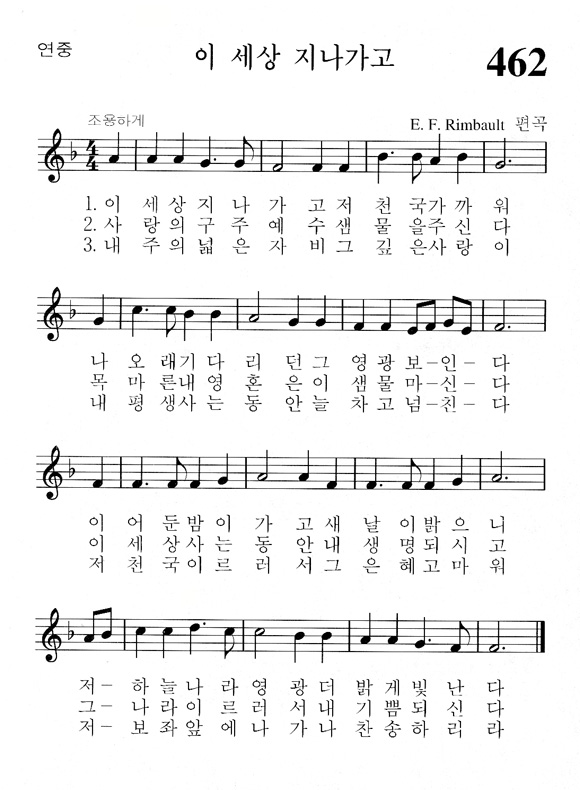 연중
이 세상 지나가고
462
조용하게
E. F. Rimbault 편곡
1. 이 세상지나 가 고저 천 국가까 워
2. 사 랑의구주 예 수샘 물 을주신 다
3. 내 주의넓은 자 비그 깊 은사랑 이
나 오 래기다 리 던그 영 광 보-인- 다
목 마 른내영 혼 은이 샘 물 마-신- 다
내 평 생사는 동 안늘 차 고 넘-친- 다
이 어 둔밤이 가 고새 날 이밝으 니
이 세 상사는 동 안내 생 명되시 고
저 천 국이르 러 서그 은 혜고마 워
저- 하늘나 라영 광더 밝 게빛 난 다
그- 나라이 르러 서내 기 쁨되 신 다
저- 보좌앞 에나 가나 찬 송하 리 라